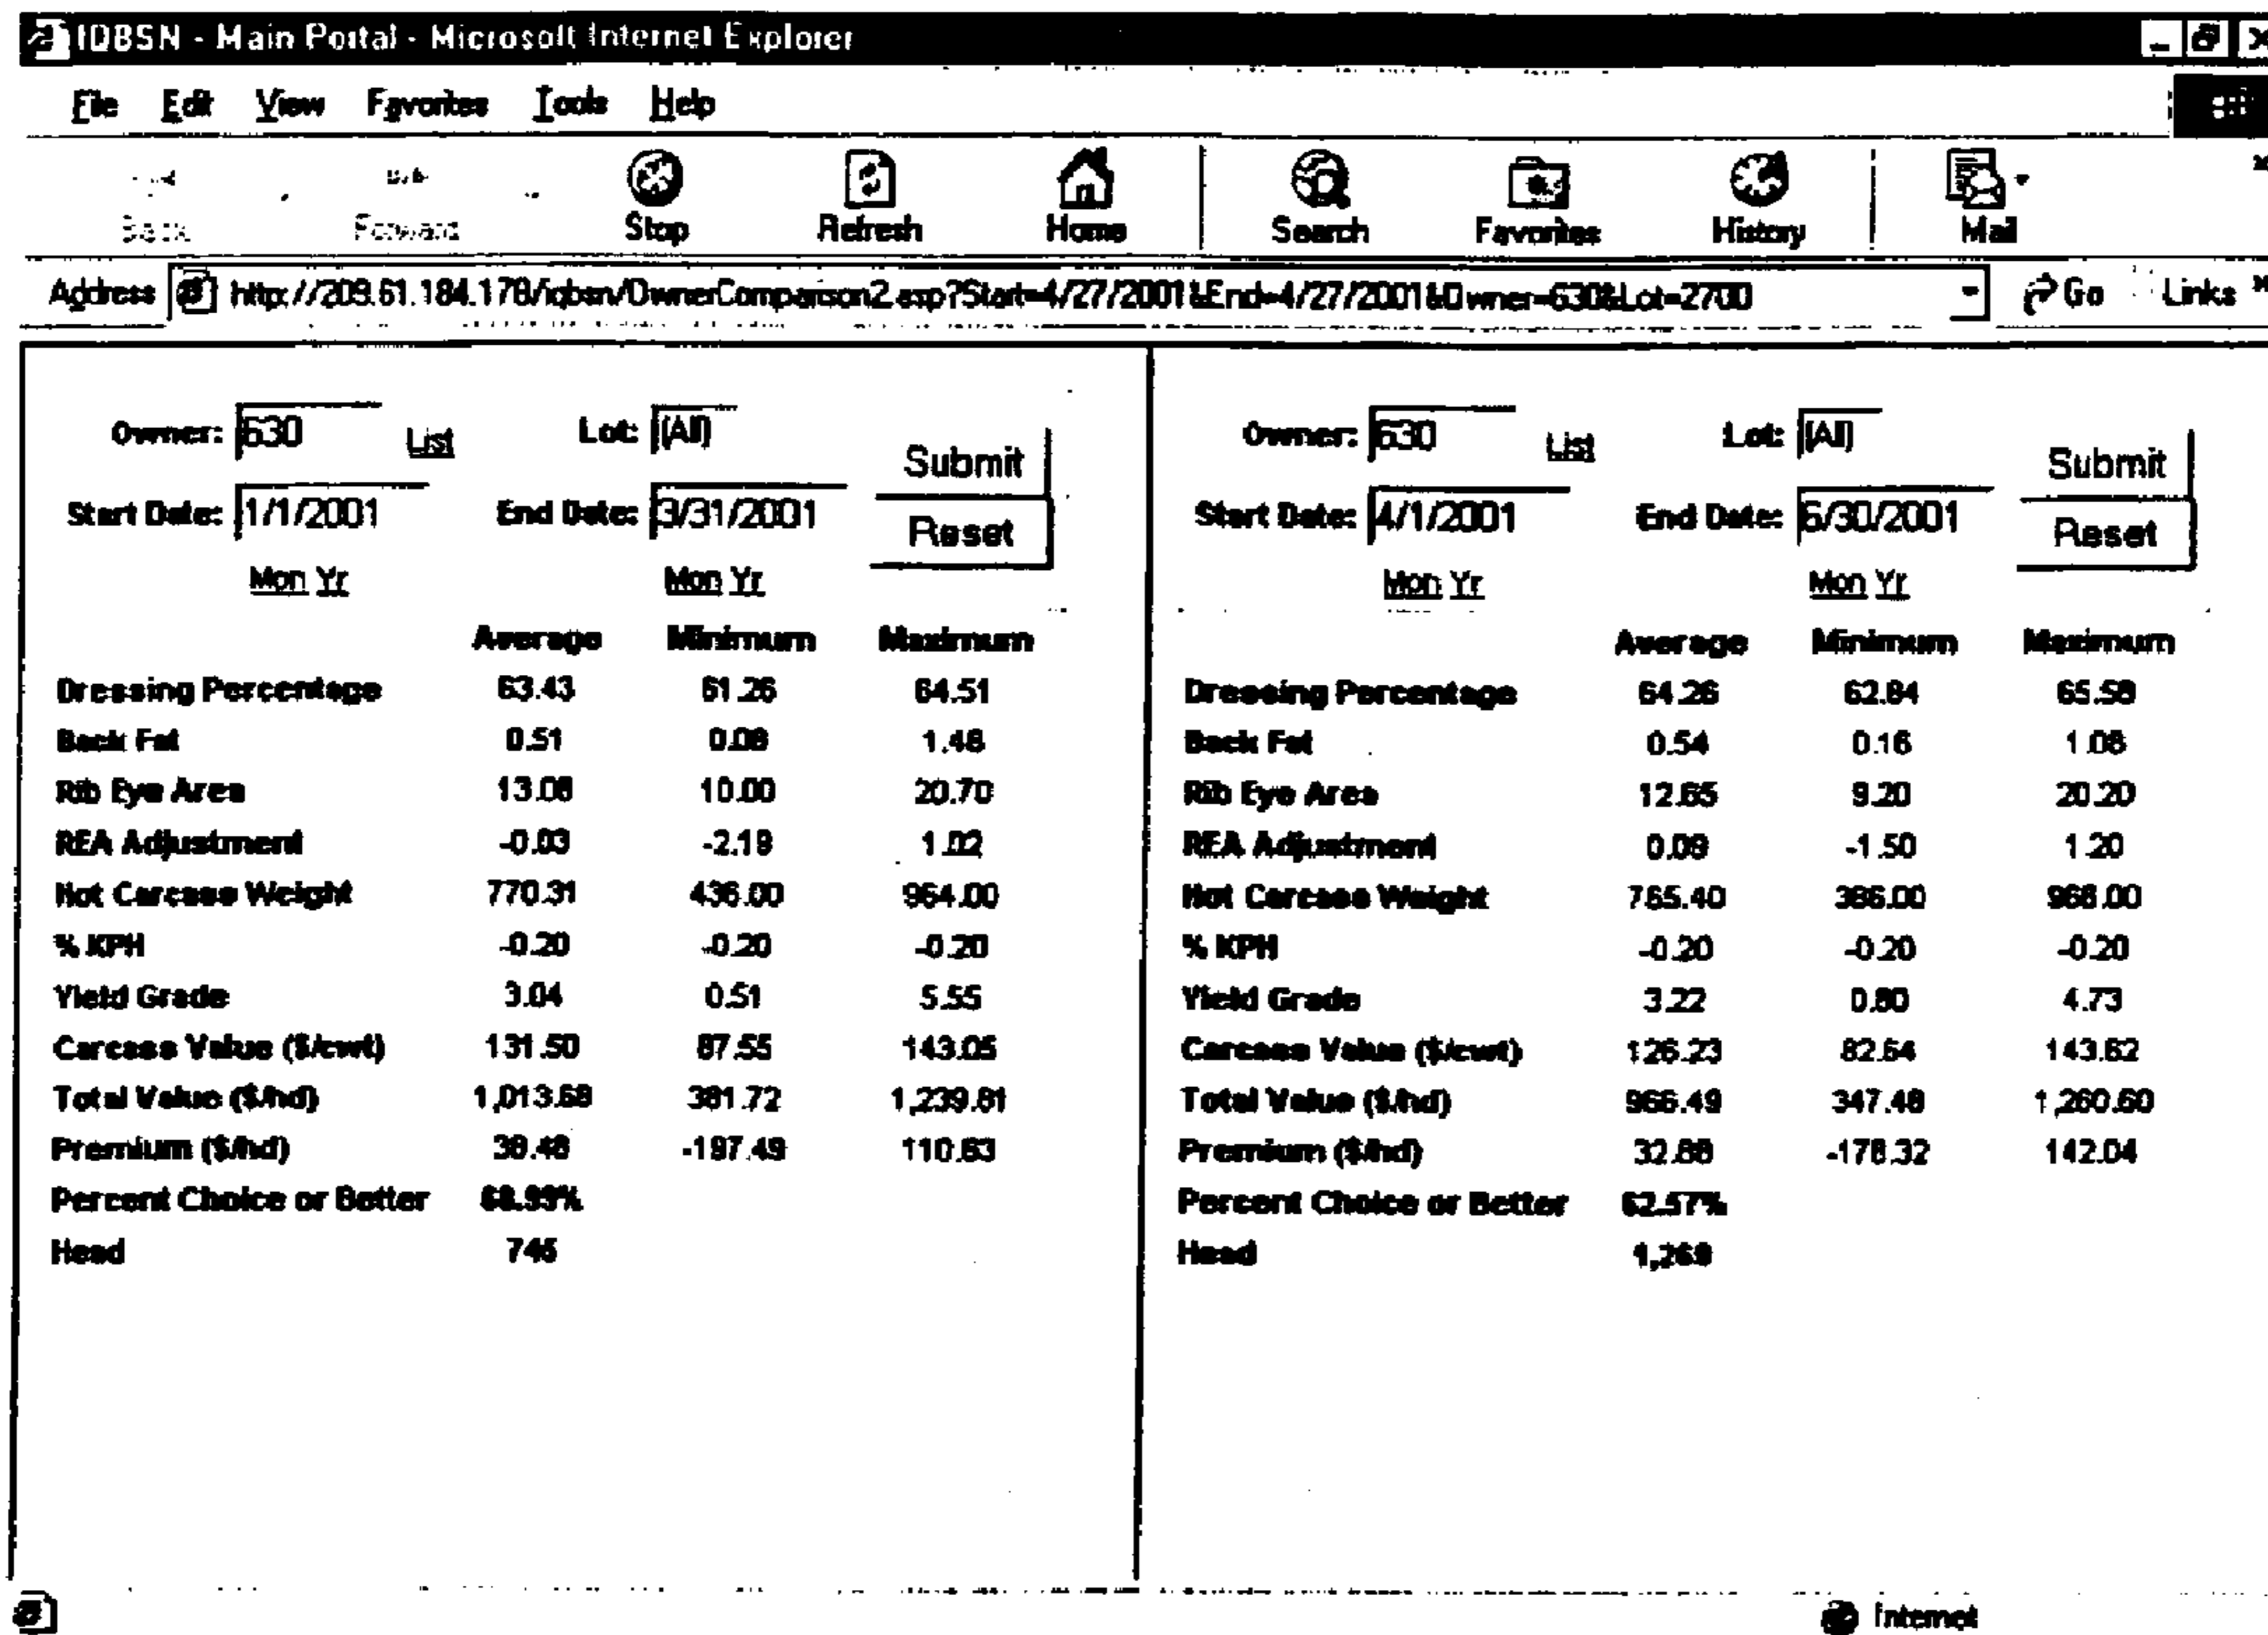 IQBSN - Main Portal - Microsoft Internet Explorer
File Edit View Favorites Tools Help
Back Forward Stop Refresh Home Search Favorites History Mail
Address http://209.61.184.178/iqbsn/OwnerComparison2.asp?Start=4/27/2001&End=4/27/2001&Owner=630&Lot=2700 Go Links
Owner: 630 List Lot: (All) Submit
Start Date: 1/1/2001 End Date: 3/31/2001 Reset
Mon Yr Mon Yr
Average Minimum Maximum
Dressing Percentage 63.43 61.26 64.51
Back Fat 0.51 0.08 1.48
Rib Eye Area 13.08 10.00 20.70
REA Adjustment -0.03 -2.19 1.02
Hot Carcass Weight 770.31 436.00 964.00
% KPH -0.20 -0.20 -0.20
Yield Grade 3.04 0.51 5.55
Carcass Value ($/cwt) 131.50 87.55 143.05
Total Value ($/hd) 1,013.68 381.72 1,239.81
Premium ($/hd) 38.48 -197.49 110.63
Percent Choice or Better 68.99%
Head
Owner: 630 List Lot: (All) Submit
Start Date: 4/1/2001 End Date: 6/30/2001 Reset
Mon Yr Mon Yr
Average Minimum Maximum
Dressing Percentage 64.26 62.84 65.58
Back Fat 0.54 0.16 1.08
Rib Eye Area 12.65 9.20 20.20
REA Adjustment 0.09 -1.50 1.20
Hot Carcass Weight 765.40 386.00 968.00
% KPH -0.20 -0.20 -0.20
Yield Grade 3.22 0.80 4.73
Carcass Value ($/cwt) 126.23 82.64 143.62
Total Value ($/hd) 966.49 347.48 1,260.60
Premium ($/hd) 32.88 -178.32 142.04
Percent Choice or Better 62.57%
Head
Internet